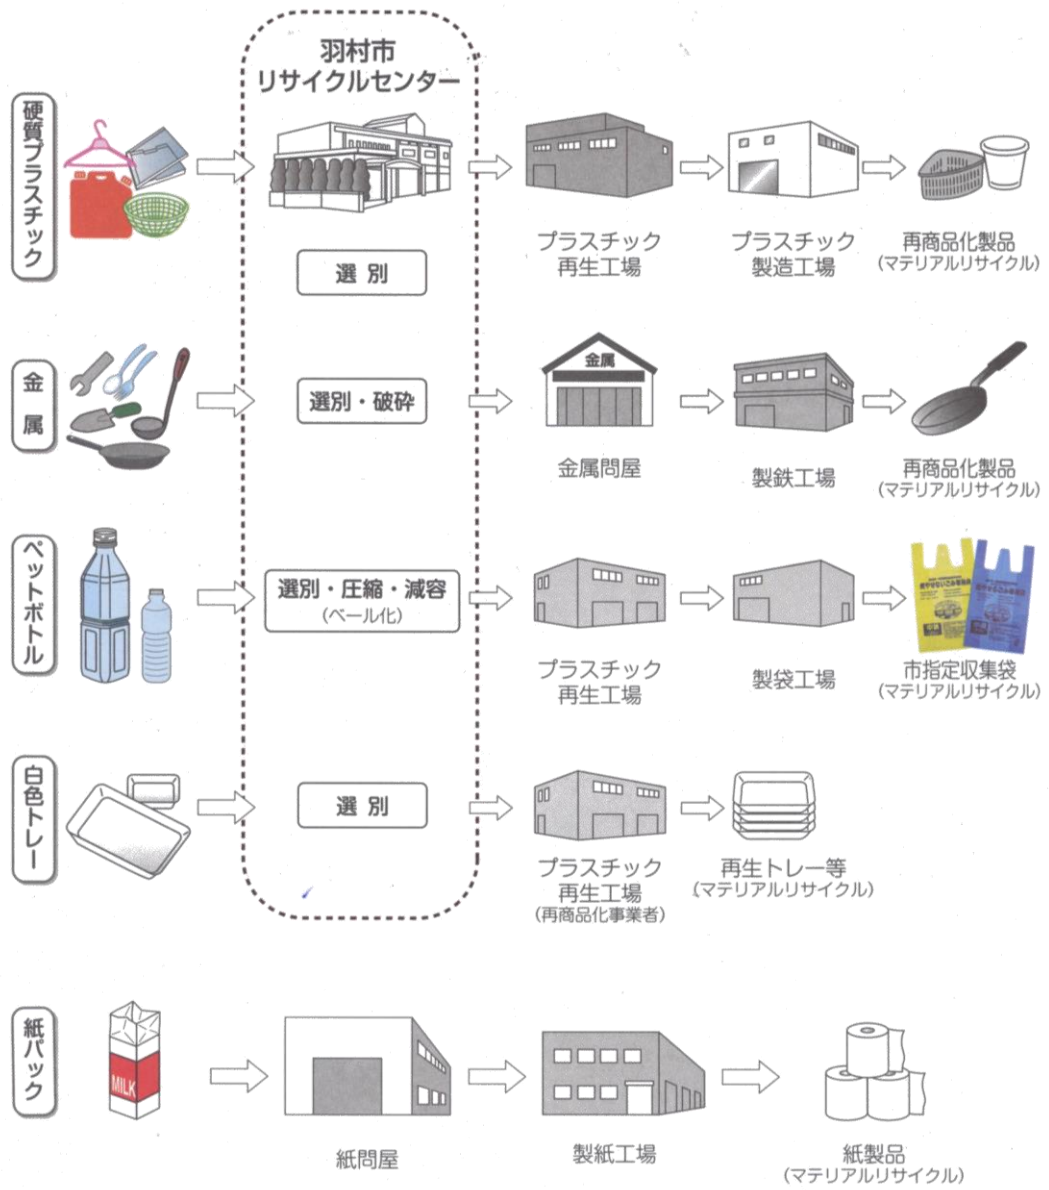 羽村市
リサイクルセンター
硬質プラスチック
選別
プラスチック
再生工場
プラスチック
製造工場
再商品化製品
(マテリアルリサイクル)
金属
選別・破砕
金属
金属問屋
製鉄工場
再商品化製品
(マテリアルリサイクル)
ペットボトル
選別・圧縮・減容
(ベール化)
プラスチック
再生工場
製袋工場
市指定収集袋
(マテリアルリサイクル)
白色トレー
選別
プラスチック
再生工場
(再商品化事業者)
再生トレー等
(マテリアルリサイクル)
紙パック
MILK
紙問屋
製紙工場
紙製品
(マテリアルリサイクル)